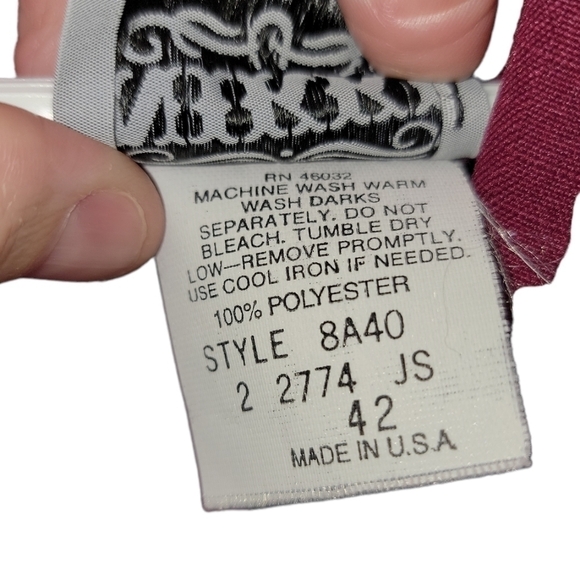 RN 46032
MACHINE WASH WARM
WASH DARKS
SEPARATELY. DO NOT
BLEACH. TUMBLE DRY
LOW—REMOVE PROMPTLY.
USE COOL IRON IF NEEDED.
100% POLYESTER
STYLE 8A40
2 2774 JS
42
MADE IN U.S.A.